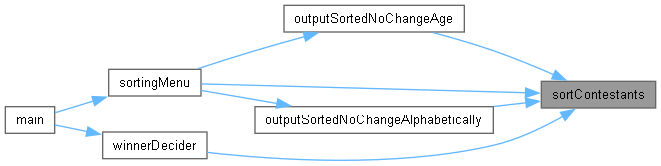 outputSortedNoChangeAge
sortingMenu
sortContestants
main
outputSortedNoChangeAlphabetically
winnerDecider